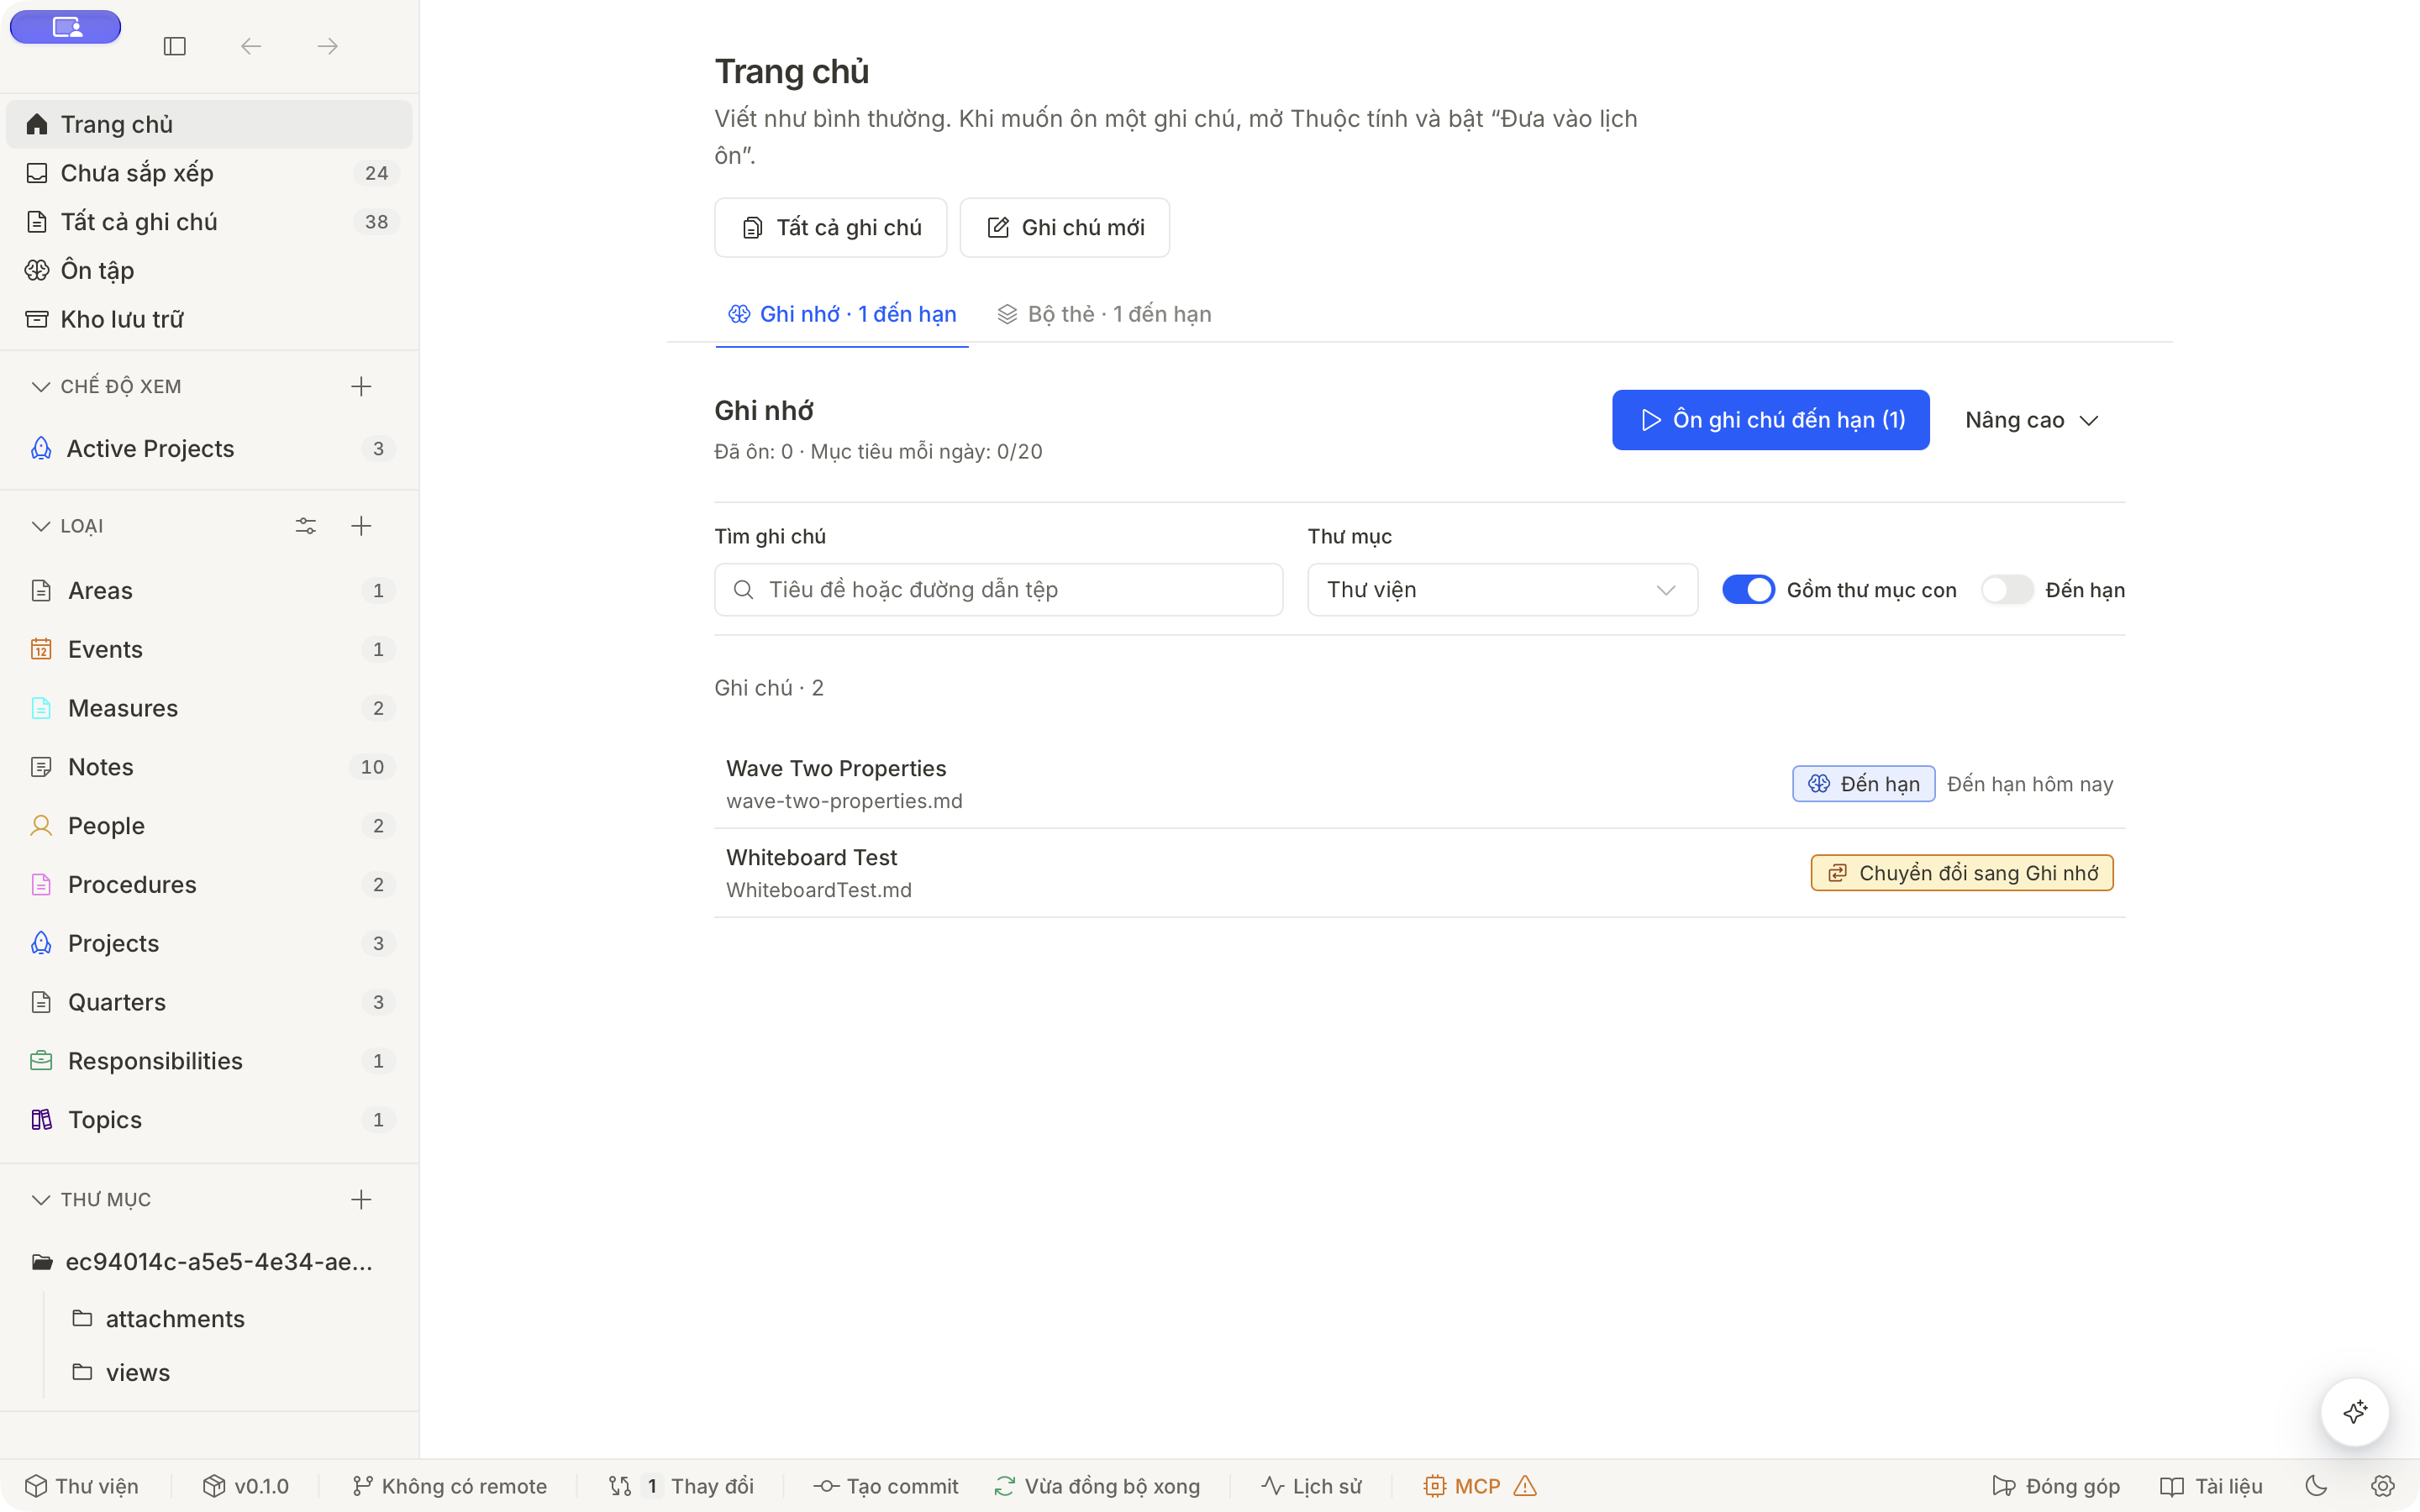 Trang chủ
Chưa sắp xếp 24
Tất cả ghi chú 38
Ôn tập
Kho lưu trữ
CHẾ ĐỘ XEM
Active Projects 3
LOẠI
Areas 1
12 Events 1
Measures 2
Notes 10
People 2
Procedures 2
Projects 3
Quarters 3
Responsibilities 1
Topics 1
THƯ MỤC
ec94014c-a5e5-4e34-ae...
attachments
views
Trang chủ
Viết như bình thường. Khi muốn ôn một ghi chú, mở Thuộc tính và bật “Đưa vào lịch
ôn”.
Tất cả ghi chú Ghi chú mới
Ghi nhớ · 1 đến hạn Bộ thẻ · 1 đến hạn
Ghi nhớ
Đã ôn: 0 · Mục tiêu mỗi ngày: 0/20
Ôn ghi chú đến hạn (1) Nâng cao
Tìm ghi chú Thư mục
Tiêu đề hoặc đường dẫn tệp Thư viện Gồm thư mục con Đến hạn
Ghi chú · 2
Wave Two Properties
wave-two-properties.md
Đến hạn Đến hạn hôm nay
Whiteboard Test
WhiteboardTest.md
Chuyển đổi sang Ghi nhớ
Thư viện v0.1.0 Không có remote 1 Thay đổi Tạo commit Vừa đồng bộ xong Lịch sử MCP Đóng góp Tài liệu